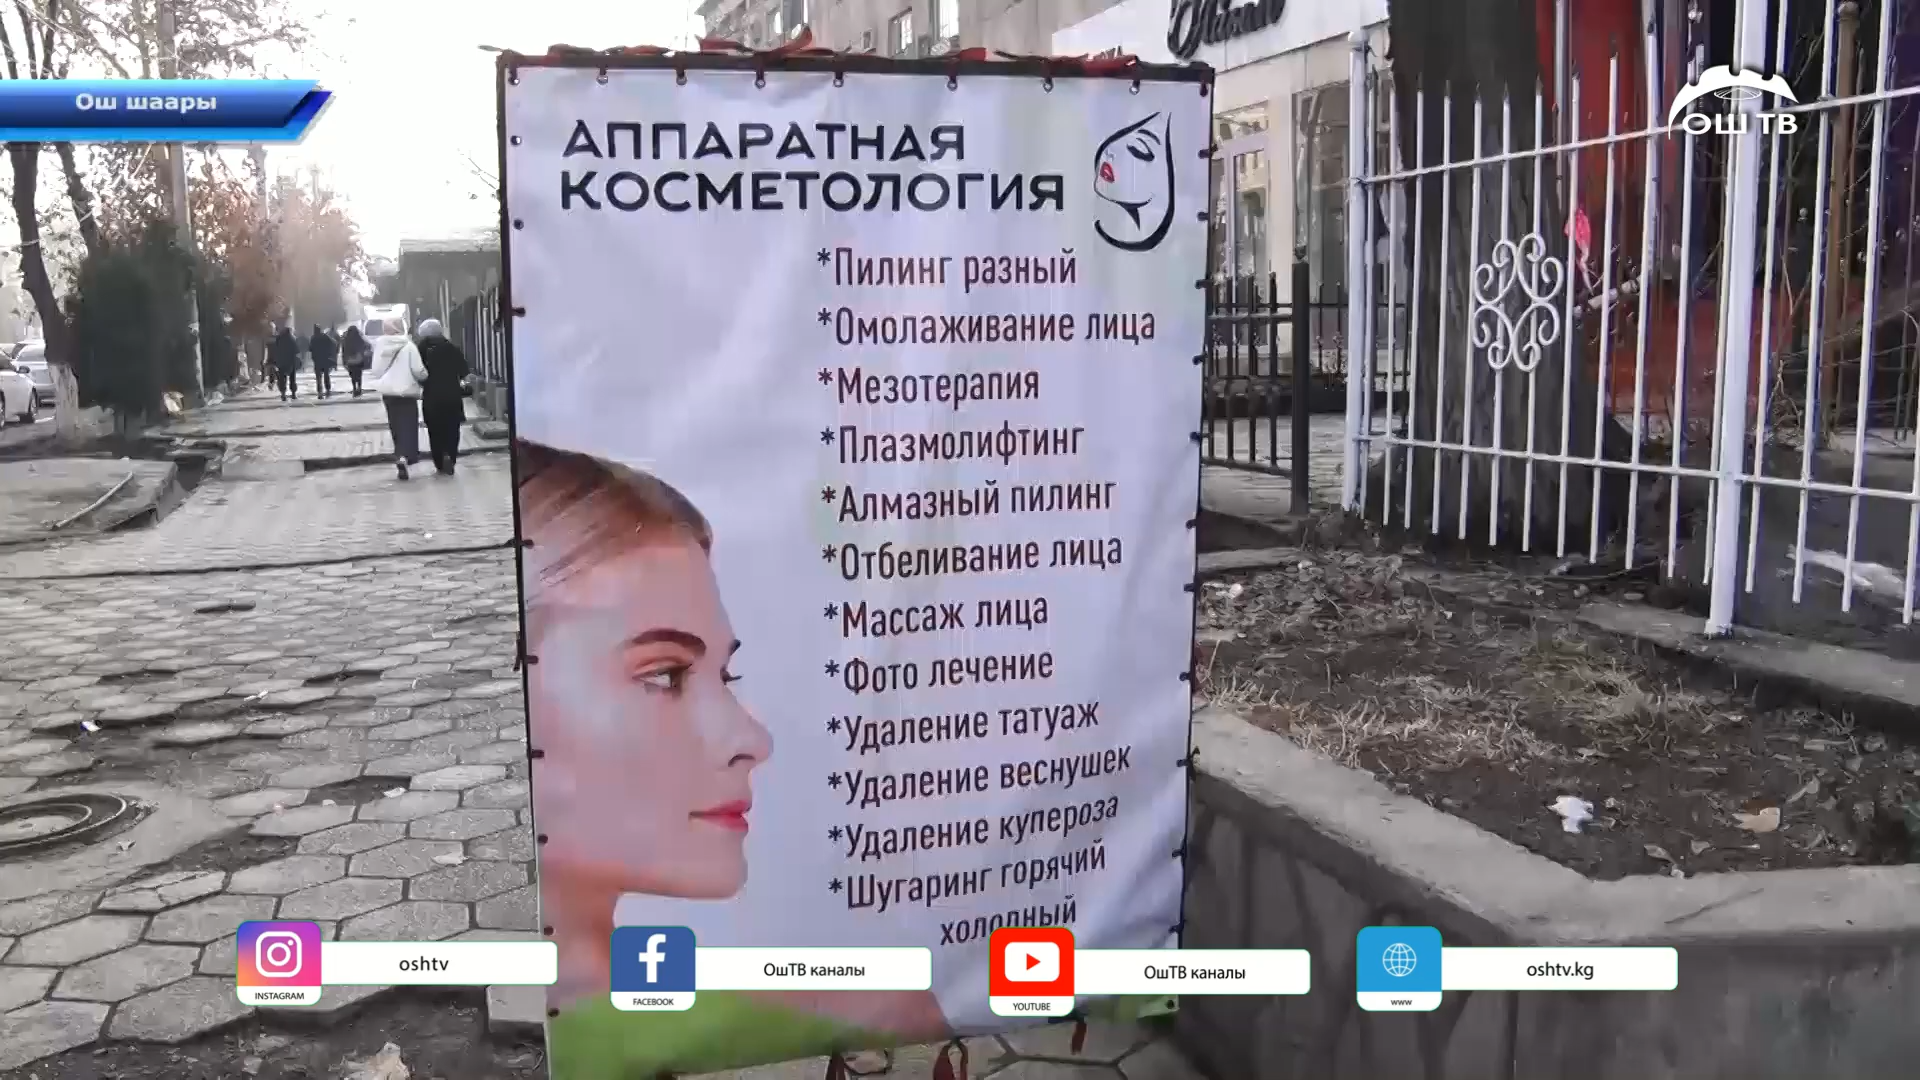 Ош шаары
ОШ ТВ
АППАРАТНАЯ
КОСМЕТОЛОГИЯ
*Пилинг разный
*Омолаживание лица
*Мезотерапия
*Плазмолифтинг
*Алмазный пилинг
*Отбеливание лица
*Массаж лица
*Фото лечение
*Удаление татуаж
*Удаление веснушек
*Удаление купероза
*Шугаринг горячий
холодный
oshtv
INSTAGRAM
ОшТВ каналы
FACEBOOK
ОшТВ каналы
YOUTUBE
oshtv.kg
www